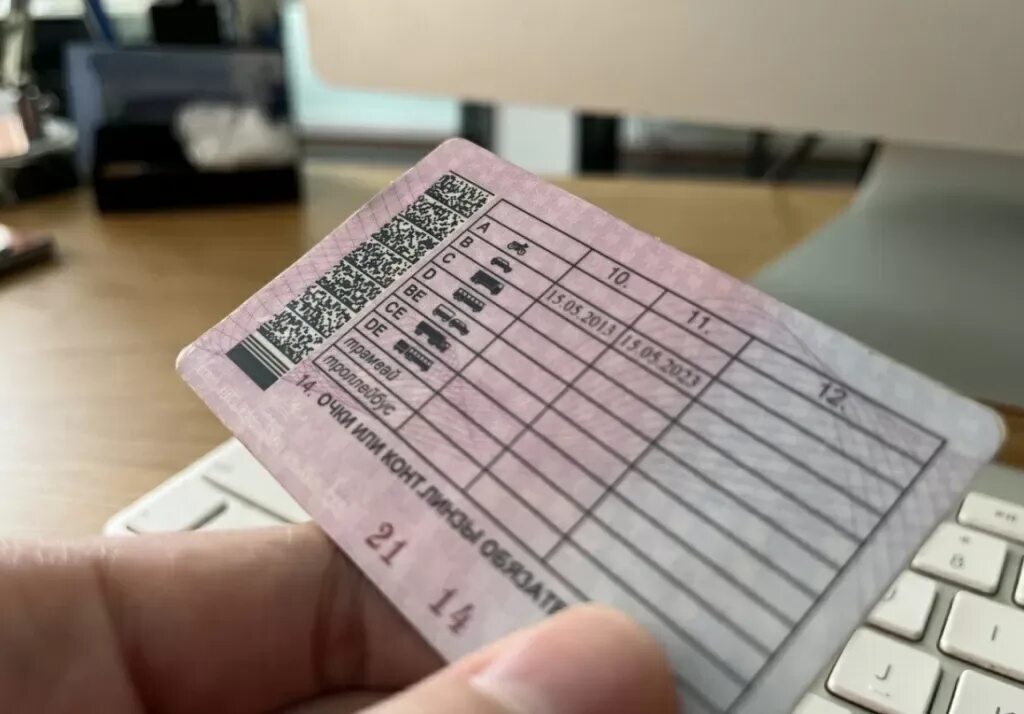 10. 11. 12.
A
B 15.05.2013 15.05.2023
C
D
BE
CE
DE
трамвай
троллейбус
14. ОЧКИ ИЛИ КОНТ.ЛИНЗЫ
21 14
J
I
8